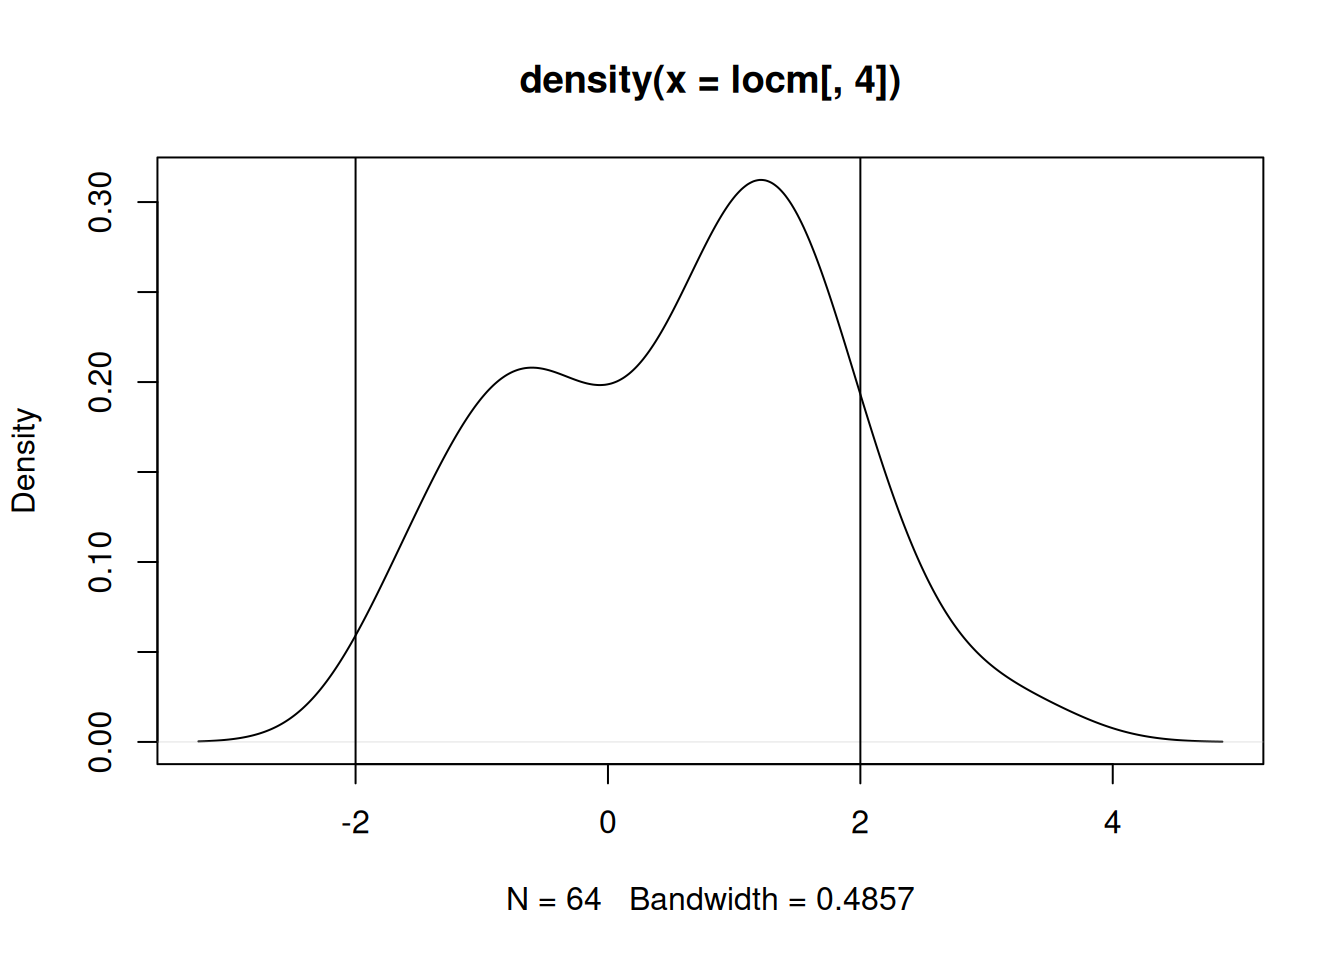 density(x = locm[, 4])
Density
0.30
0.20
0.10
0.00
-2 0 2 4
N = 64 Bandwidth = 0.4857